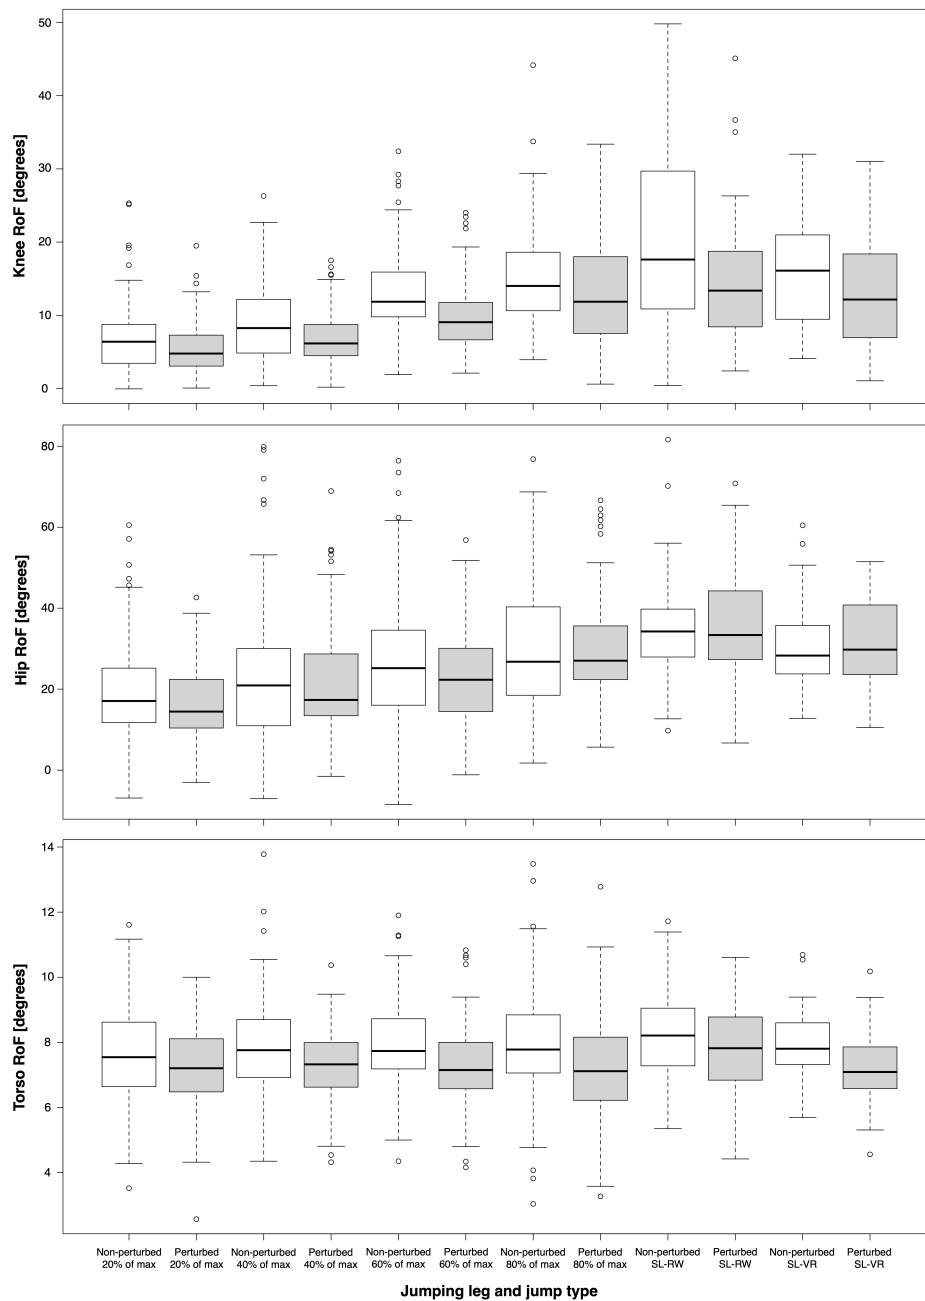 50
40
30
20
10
0
Knee RoF [degrees]
80
60
40
20
0
Hip RoF [degrees]
14
12
10
8
6
4
Torso RoF [degrees]
Non-perturbed Perturbed Non-perturbed Perturbed Non-perturbed Perturbed Non-perturbed Perturbed Non-perturbed Perturbed Non-perturbed Perturbed
20% of max 20% of max 40% of max 40% of max 60% of max 60% of max 80% of max 80% of max SL-RW SL-RW SL-VR SL-VR
Jumping leg and jump type